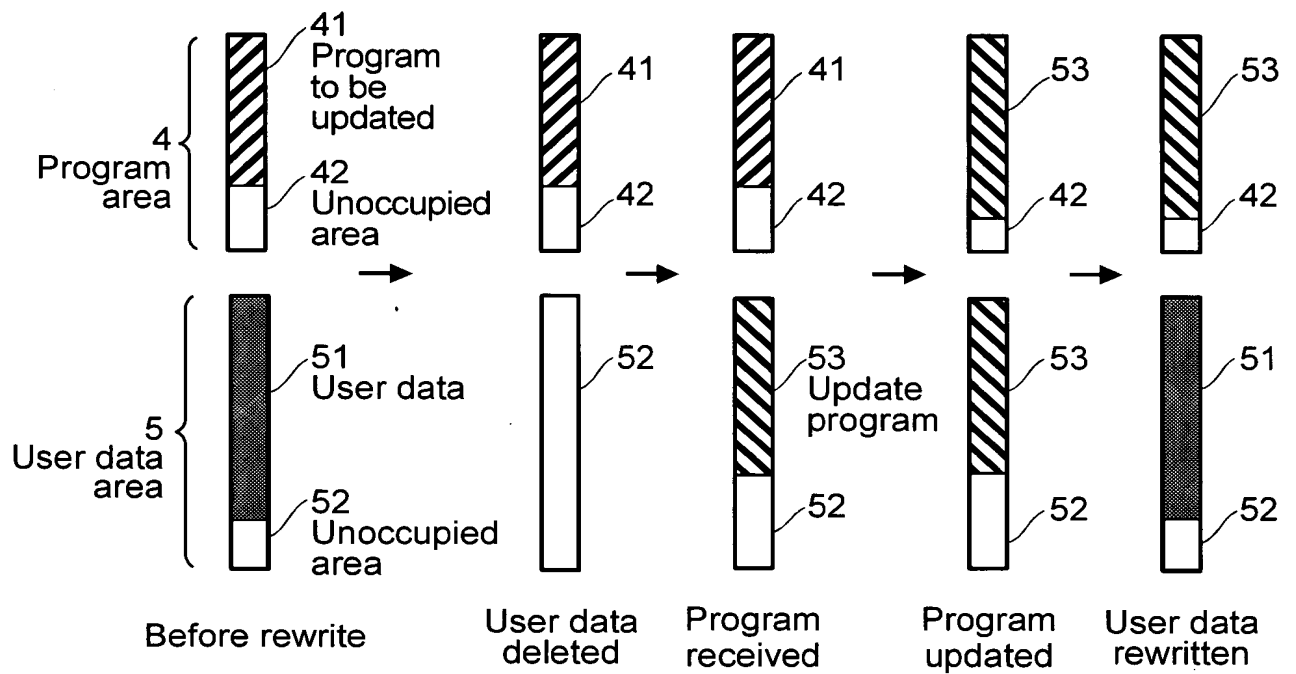 41
Program
to be
updated
4
Program
area
42
Unoccupied
area
41
42
41
42
53
42
53
42
5
User data
area
51
User data
52
Unoccupied
area
52
53
Update
program
52
53
52
51
52
Before rewrite
User data
deleted
Program
received
Program
updated
User data
rewritten